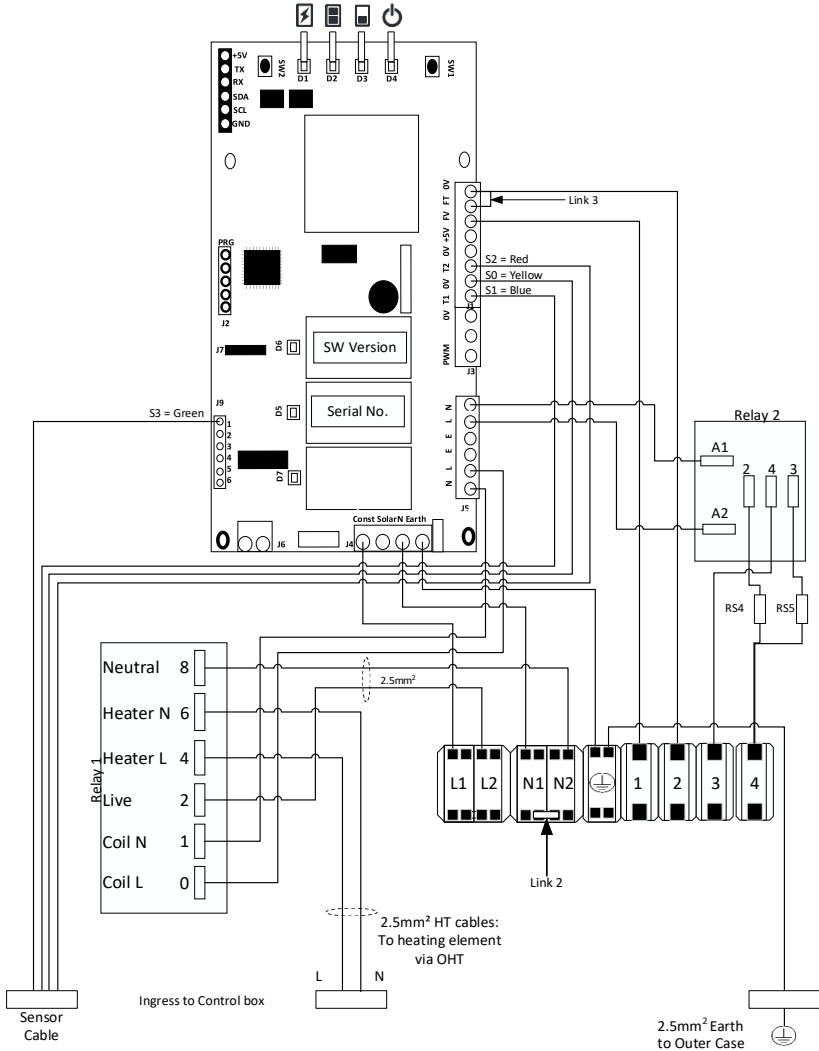 +5V
TX
RX
SDA
SCL
GND
SW2
D1
D2
D3
D4
SW1
0V
FT
FV
+5V
0V
T2
0V
T1
J1
Link 3
S2 = Red
S0 = Yellow
S1 = Blue
PRG
J2
0V
PWM
J3
J7
D6
SW Version
J9
S3 = Green
1
2
3
4
5
6
D5
Serial No.
D7
N
L
E
E
L
N
J5
Relay 2
A1
2
4
3
A2
Const SolarN Earth
J6
J4
RS4
RS5
Relay 1
Neutral 8
Heater N 6
Heater L 4
Live 2
Coil N 1
Coil L 0
2.5mm²
L1
L2
N1
N2
1
2
3
4
Link 2
2.5mm² HT cables:
To heating element
via OHT
L
N
Ingress to Control box
Sensor
Cable
2.5mm² Earth
to Outer Case